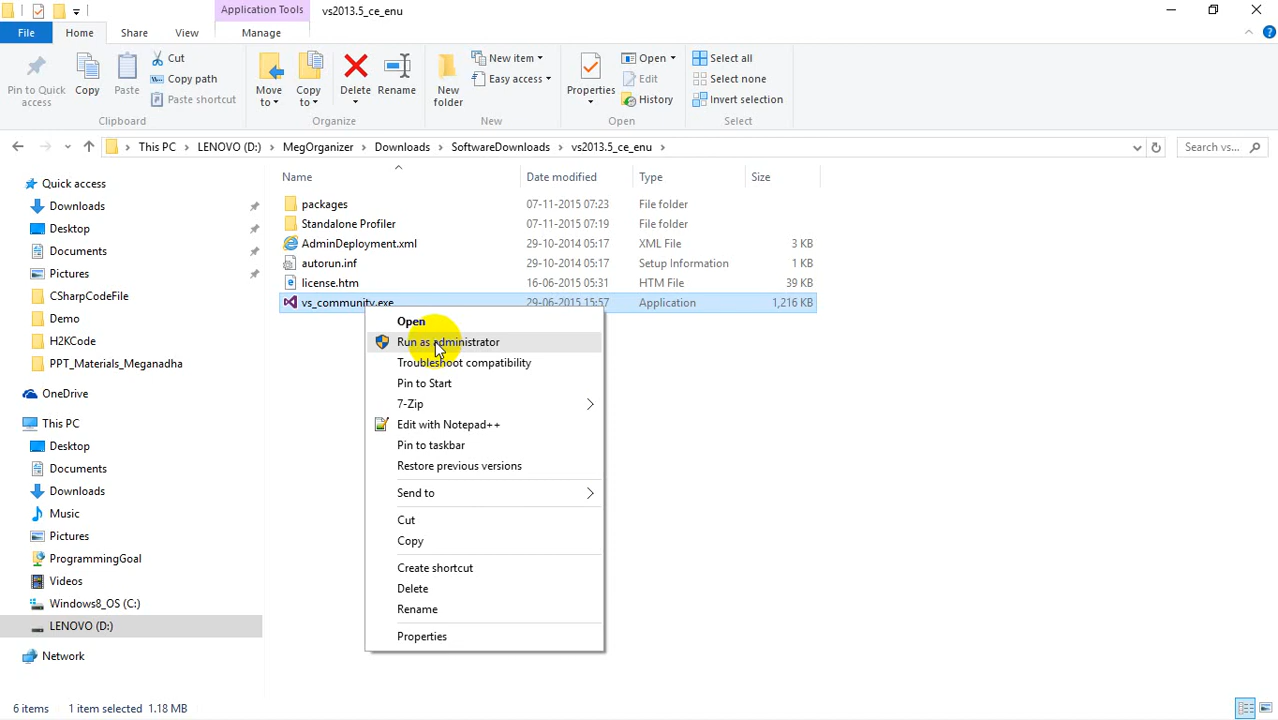 Application Tools
vs2013.5_ce_enu
File
Home
Share
View
Manage
Pin to Quick access
Copy
Paste
Cut
Copy path
Paste shortcut
Clipboard
Move to
Copy to
Delete
Rename
Organize
New folder
New item
Easy access
New
Properties
Open
Edit
History
Open
Select all
Select none
Invert selection
Select
This PC
LENOVO (D:)
MegOrganizer
Downloads
SoftwareDownloads
vs2013.5_ce_enu
Search vs...
Name
Date modified
Type
Size
packages 07-11-2015 07:23 File folder
Standalone Profiler 07-11-2015 07:19 File folder
AdminDeployment.xml 29-10-2014 05:17 XML File 3 KB
autorun.inf 29-10-2014 05:17 Setup Information 1 KB
license.htm 16-06-2015 05:31 HTM File 39 KB
vs_community.exe 29-06-2015 15:57 Application 1,216 KB
Quick access
Downloads
Desktop
Documents
Pictures
CSharpCodeFile
Demo
H2KCode
PPT_Materials_Meganadha
OneDrive
This PC
Desktop
Documents
Downloads
Music
Pictures
ProgrammingGoal
Videos
Windows8_OS (C:)
LENOVO (D:)
Network
Open
Run as administrator
Troubleshoot compatibility
Pin to Start
7-Zip
Edit with Notepad++
Pin to taskbar
Restore previous versions
Send to
Cut
Copy
Create shortcut
Delete
Rename
Properties
6 items
1 item selected 1.18 MB